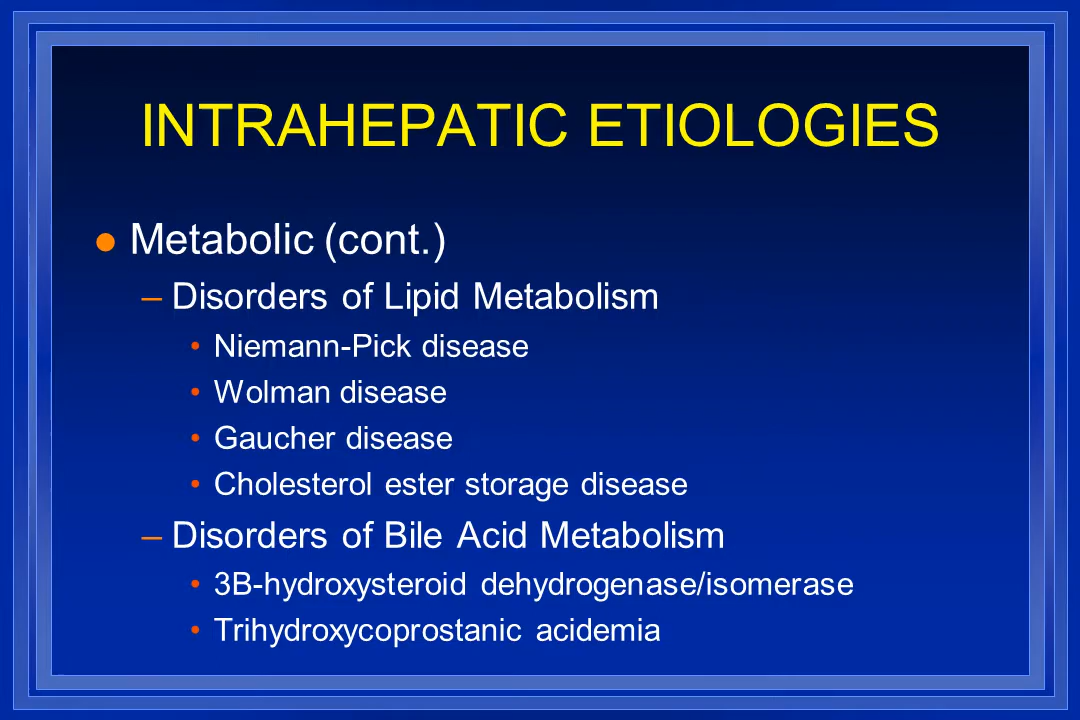 INTRAHEPATIC ETIOLOGIES
● Metabolic (cont.)
– Disorders of Lipid Metabolism
• Niemann-Pick disease
• Wolman disease
• Gaucher disease
• Cholesterol ester storage disease
– Disorders of Bile Acid Metabolism
• 3B-hydroxysteroid dehydrogenase/isomerase
• Trihydroxycoprostanic acidemia